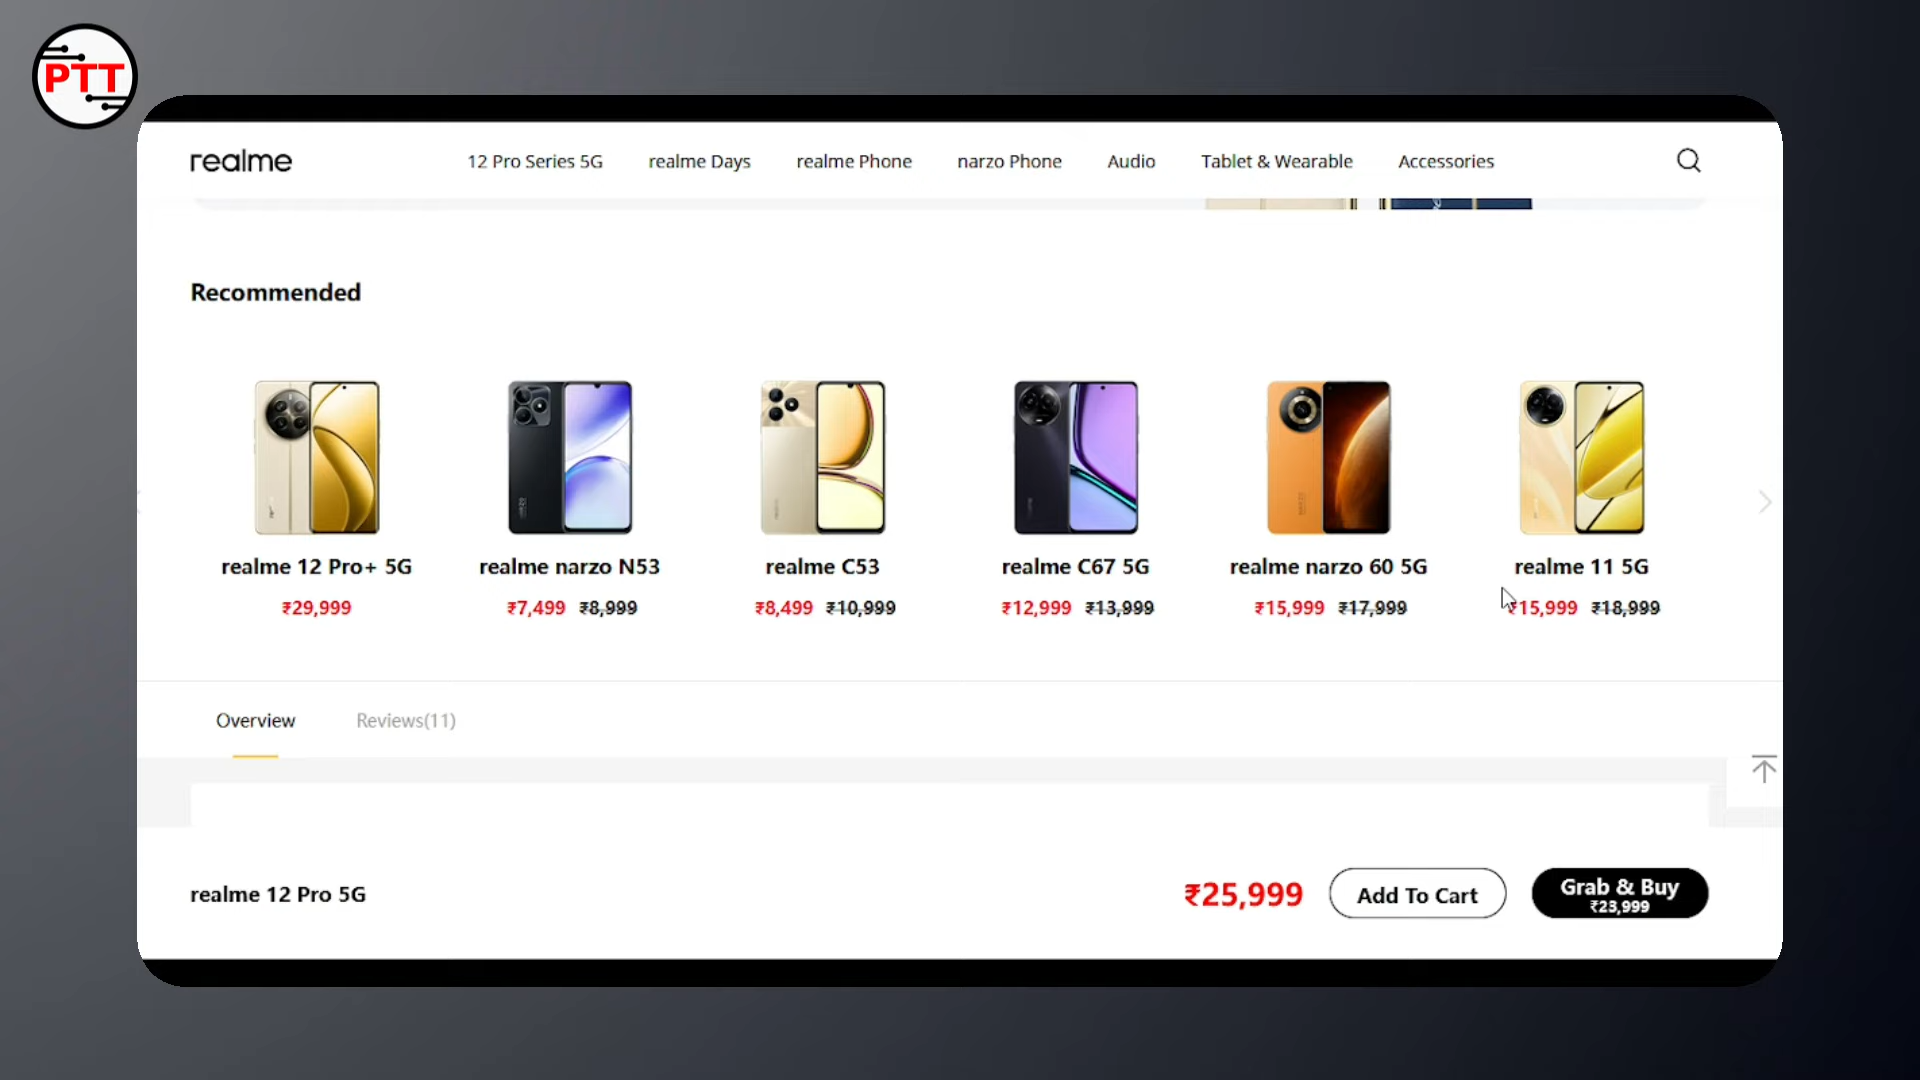 PTT
realme
12 Pro Series 5G realme Days realme Phone narzo Phone Audio Tablet & Wearable Accessories
Recommended
realme 12 Pro+ 5G realme narzo N53 realme C53 realme C67 5G realme narzo 60 5G realme 11 5G
₹29,999 ₹7,499 ₹8,999 ₹8,499 ₹10,999 ₹12,999 ₹13,999 ₹15,999 ₹17,999 ₹15,999 ₹18,999
Overview Reviews(11)
realme 12 Pro 5G ₹25,999 Add To Cart Grab & Buy
₹23,999